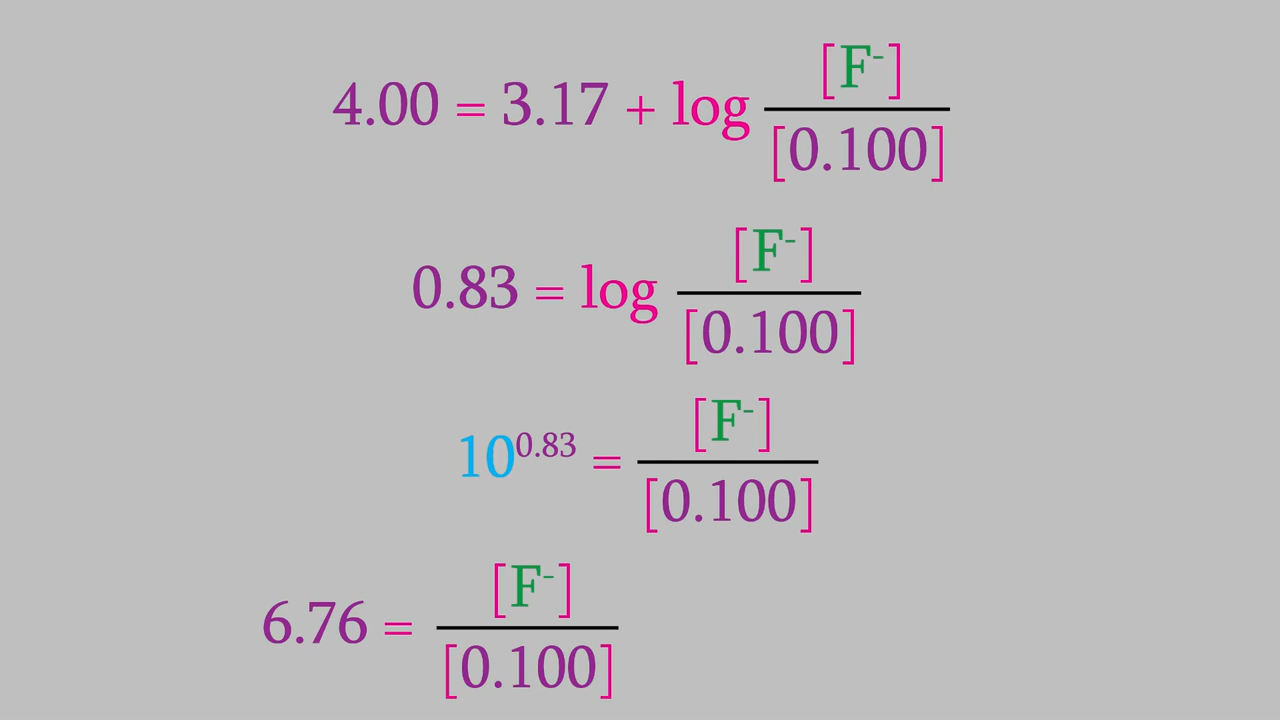 4.00 = 3.17 + log [F⁻] / [0.100]
0.83 = log [F⁻] / [0.100]
10^0.83 = [F⁻] / [0.100]
6.76 = [F⁻] / [0.100]